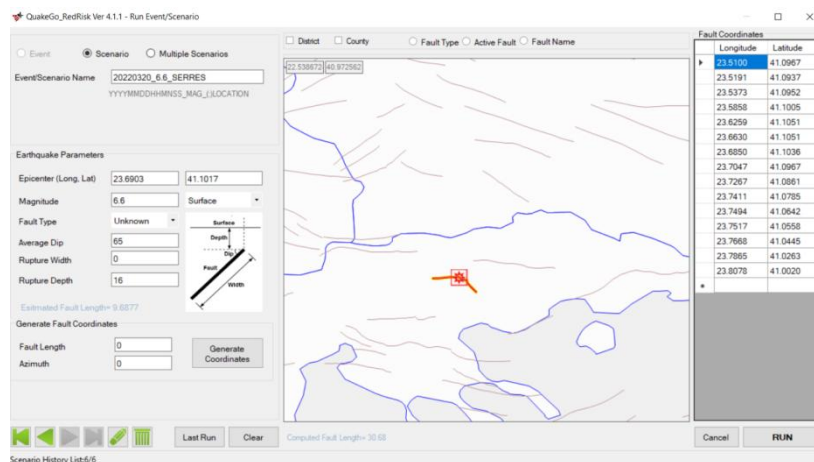 QuakeGo_RedRisk Ver 4.1.1 - Run Event/Scenario
Event Scenario Multiple Scenarios
Event/Scenario Name 20220320_6.6_SERRES
YYYYMMDDHHMNSS_MAG_()LOCATION
Earthquake Parameters
Epicenter (Long, Lat) 23.6903 41.1017
Magnitude 6.6 Surface
Fault Type Unknown
Average Dip 65
Rupture Width 0
Rupture Depth 16
Surface
Depth
Dip
Fault
Width
Esitmated Fault Length= 9.6877
Generate Fault Coordinates
Fault Length 0
Azimuth 0
Generate
Coordinates
Last Run Clear
Scenario History List:6/6
District County Fault Type Active Fault Fault Name
22.538672 40.972562
Computed Fault Length= 30.68
Fault Coordinates
Longitude Latitude
23.5100 41.0967
23.5191 41.0937
23.5373 41.0952
23.5858 41.1005
23.6259 41.1051
23.6630 41.1051
23.6850 41.1036
23.7047 41.0967
23.7267 41.0861
23.7411 41.0785
23.7494 41.0642
23.7517 41.0558
23.7668 41.0445
23.7865 41.0263
23.8078 41.0020
Cancel RUN